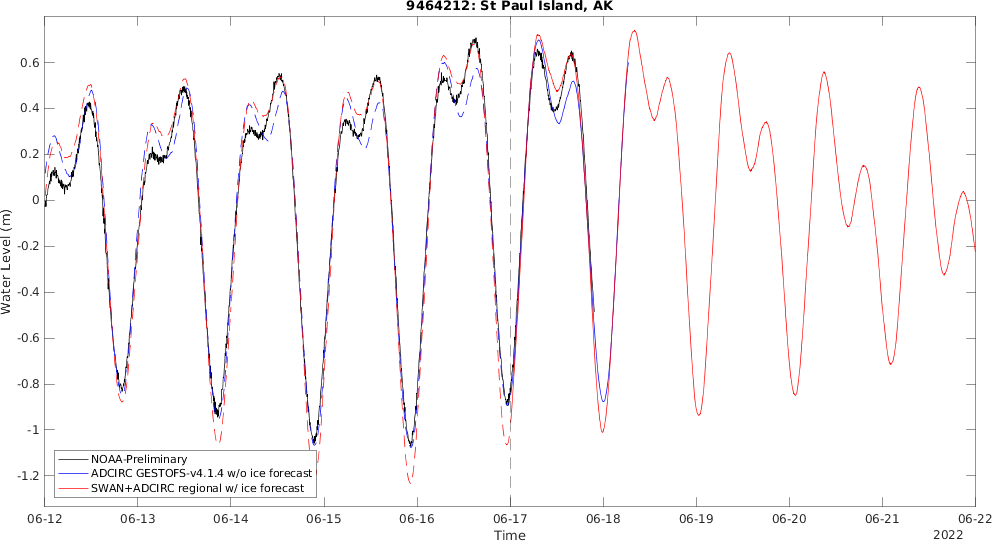 9464212: St Paul Island, AK
Water Level (m)
0.6
0.4
0.2
0
-0.2
-0.4
-0.6
-0.8
-1
-1.2
NOAA-Preliminary
ADCIRC GESTOFS-v4.1.4 w/o ice forecast
SWAN+ADCIRC regional w/ ice forecast
06-12 06-13 06-14 06-15 06-16 06-17 06-18 06-19 06-20 06-21 06-22
Time
2022